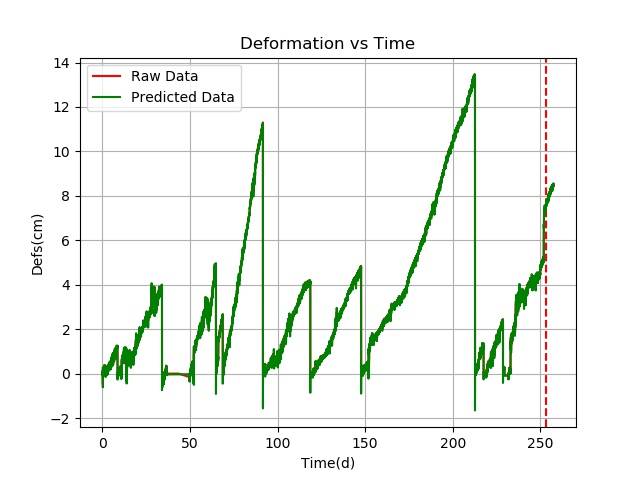 Deformation vs Time
Raw Data
Predicted Data
Defs(cm)
14
12
10
8
6
4
2
0
−2
0 50 100 150 200 250
Time(d)